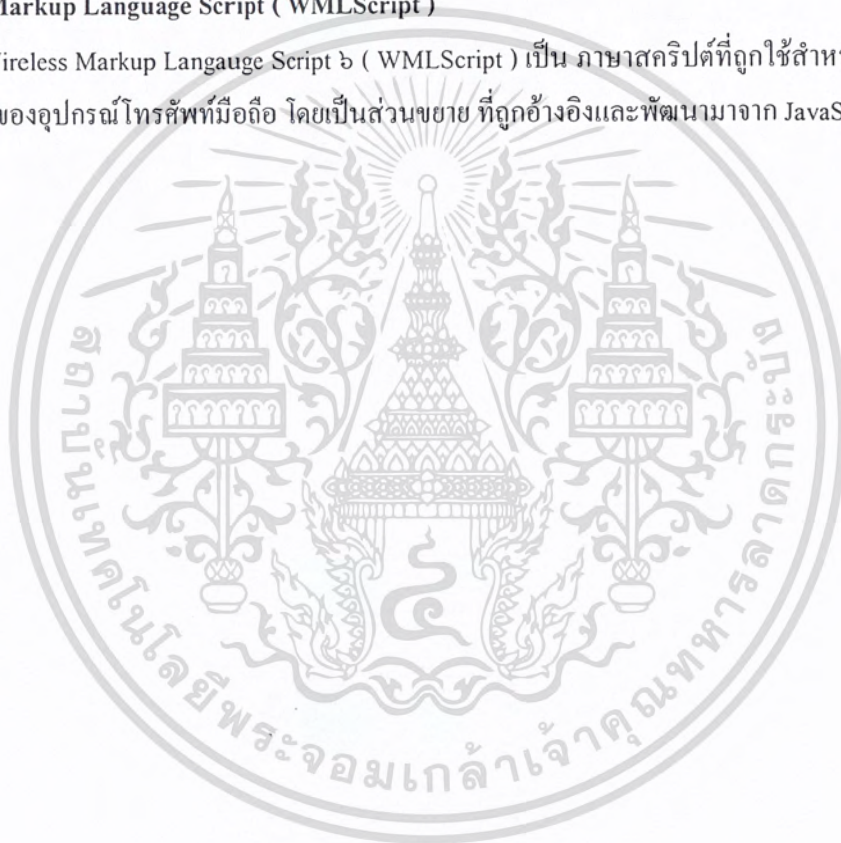 Markup Language Script ( WMLScript )
ireless Markup Langauge Script ๖ ( WMLScript ) เป็น ภาษาสคริปต์ที่ถูกใช้สำห
ของอุปกรณ์โทรศัพท์มือถือ โดยเป็นส่วนขยาย ที่ถูกอ้างอิงและพัฒนามาจาก JavaS
สถาบันเทคโนโลยีพระจอมเกล้าเจ้าคุณทหารลาดกระบัง